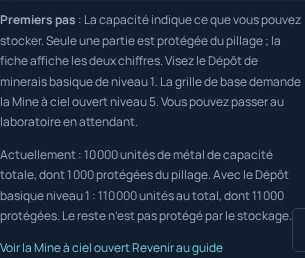 Premiers pas : La capacité indique ce que vous pouvez
stocker. Seule une partie est protégée du pillage ; la
fiche affiche les deux chiffres. Visez le Dépôt de
minerais basique de niveau 1. La grille de base demande
la Mine à ciel ouvert niveau 5. Vous pouvez passer au
laboratoire en attendant.
Actuellement : 10 000 unités de métal de capacité
totale, dont 1 000 protégées du pillage. Avec le Dépôt
basique niveau 1 : 110 000 unités au total, dont 11 000
protégées. Le reste n'est pas protégé par le stockage.
Voir la Mine à ciel ouvert Revenir au guide